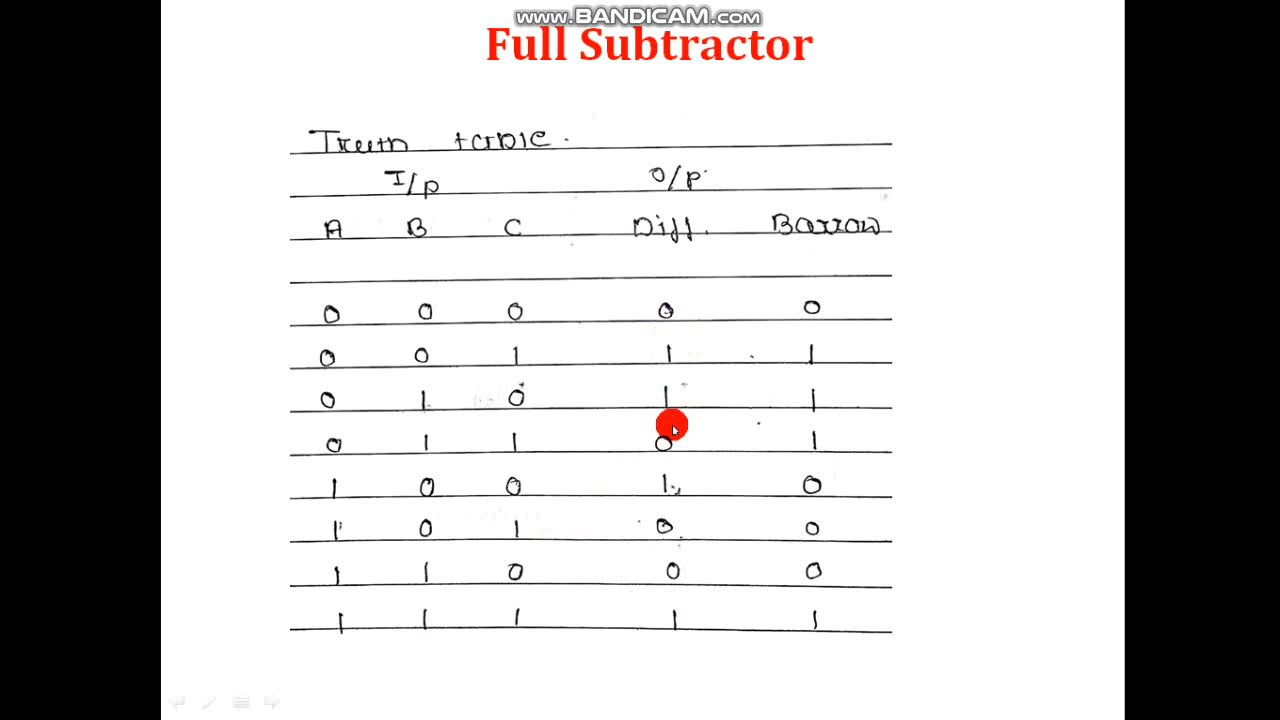 www.BANDICAM.com
Full Subtractor
Truth table.
I/p O/p
A B C Diff. Barrow
0 0 0 0 0
0 0 1 1 1
0 1 0 1 1
0 1 1 0 1
1 0 0 1 0
1 0 1 0 0
1 1 0 0 0
1 1 1 1 1